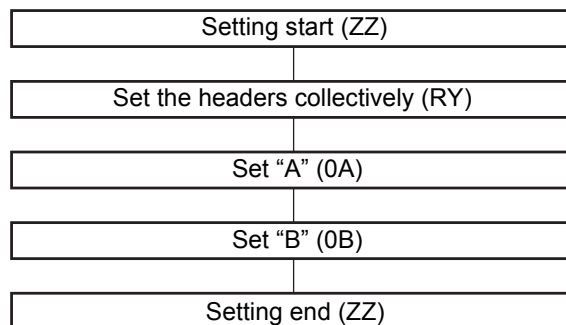 Setting start (ZZ)
Set the headers collectively (RY)
Set “A” (0A)
Set “B” (0B)
Setting end (ZZ)